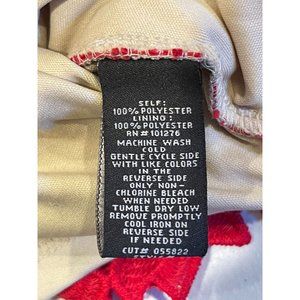 SELF:
100% POLYESTER
LINING:
100% POLYESTER
RN# 101276
MACHINE WASH
COLD
GENTLE CYCLE SIDE
WITH LIKE COLORS
IN THE
REVERSE SIDE
ONLY NON-
CHLORINE BLEACH
WHEN NEEDED
TUMBLE DRY LOW
REMOVE PROMPTLY
COOL IRON ON
REVERSE SIDE
IF NEEDED
CUT# 055822